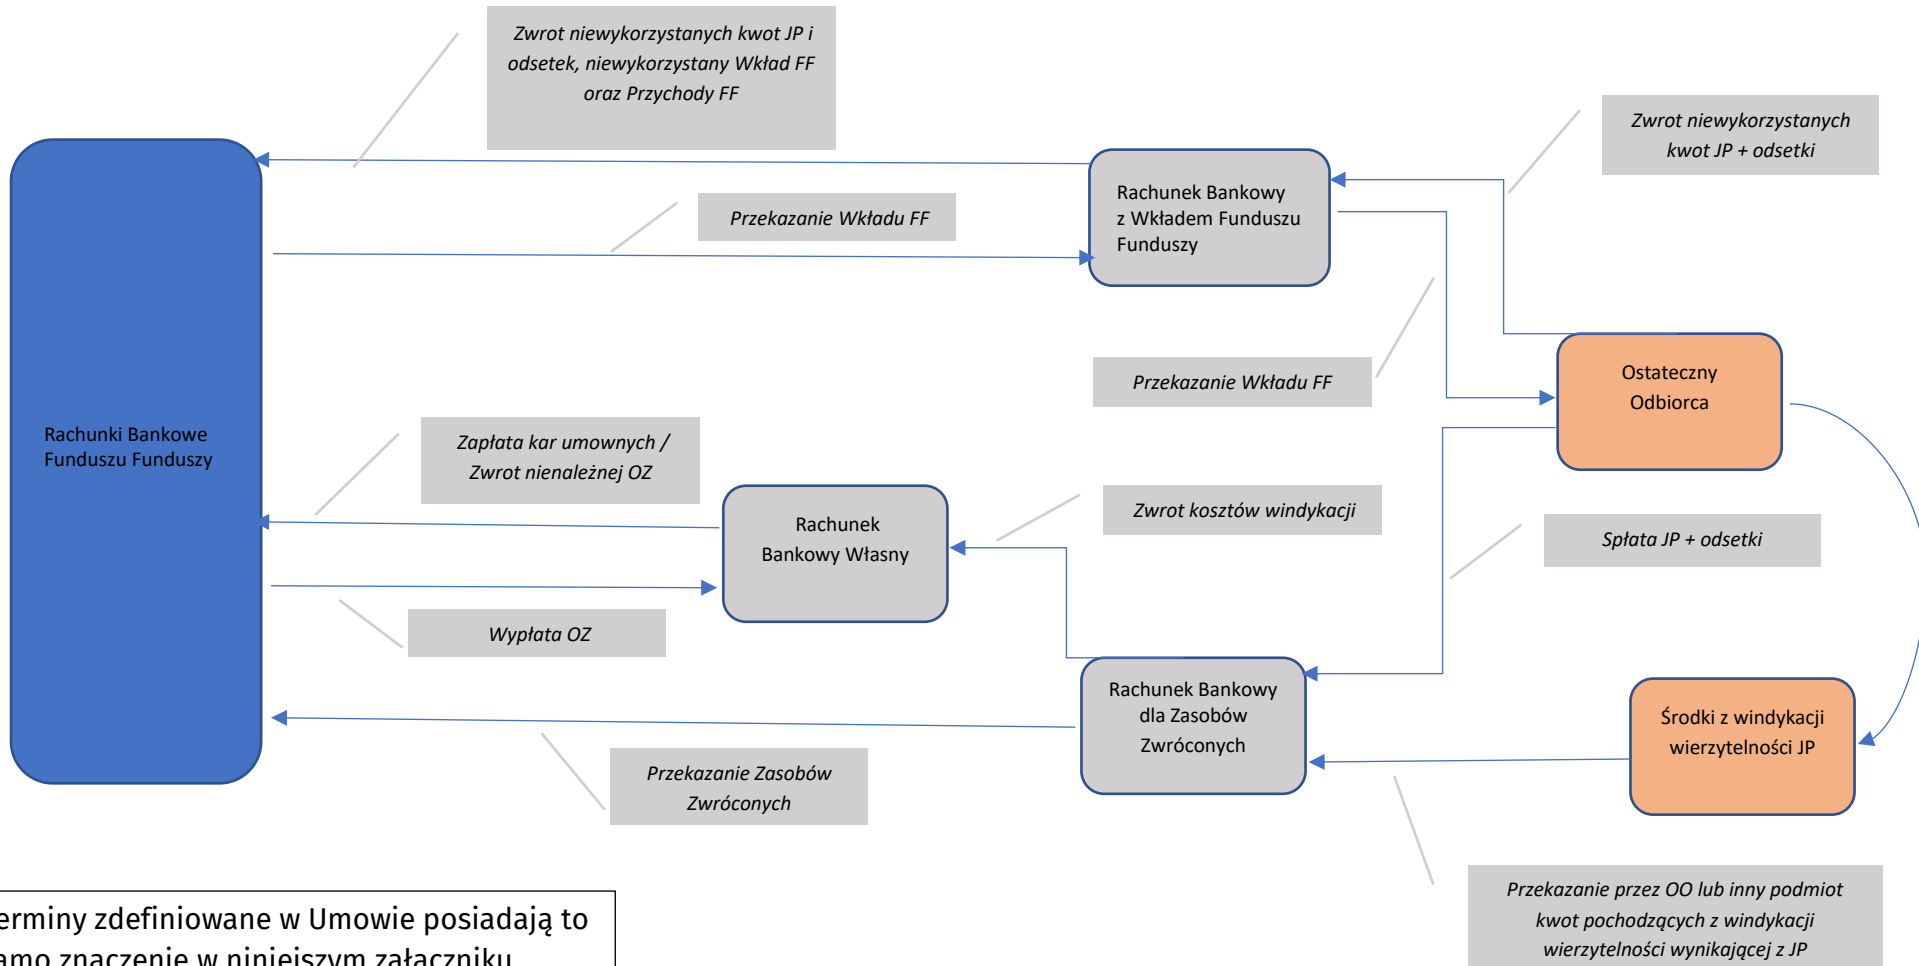 Zwrot niewykorzystanych kwot JP i
odsetek, niewykorzystany Wkład FF
oraz Przychody FF
Zwrot niewykorzystanych
kwot JP + odsetki
Rachunek Bankowy
z Wkładem Funduszu
Funduszy
Przekazanie Wkładu FF
Przekazanie Wkładu FF
Ostateczny
Odbiorca
Rachunki Bankowe
Funduszu Funduszy
Zapłata kar umownych /
Zwrot nienależnej OZ
Rachunek
Bankowy Własny
Zwrot kosztów windykacji
Spłata JP + odsetki
Wypłata OZ
Rachunek Bankowy
dla Zasobów
Zwróconych
Środki z windykacji
wierzytelności JP
Przekazanie Zasobów
Zwróconych
Przekazanie przez OO lub inny podmiot
kwot pochodzących z windykacji
wierzytelności wynikającej z JP
erminy zdefiniowane w Umowie posiadają to
amo znaczenie w niniejszym załączniku